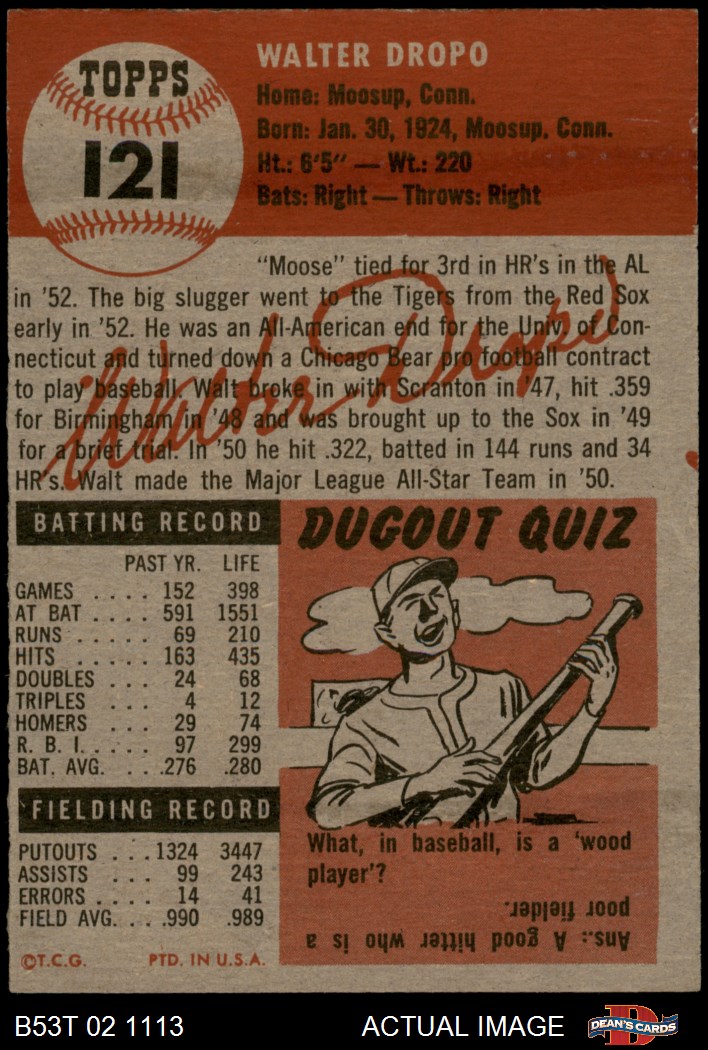 TOPPS
121
WALTER DROPO
Home: Moosup, Conn.
Born: Jan. 30, 1924, Moosup, Conn.
Ht.: 6'5" — Wt.: 220
Bats: Right — Throws: Right
"Moose" tied for 3rd in HR's in the AL
in '52. The big slugger went to the Tigers from the Red Sox
early in '52. He was an All-American end for the Univ. of Con-
necticut and turned down a Chicago Bear pro football contract
to play baseball. Walt broke in with Scranton in '47, hit .359
for Birmingham in '48 and was brought up to the Sox in '49
for a brief trial. In '50 he hit .322, batted in 144 runs and 34
HR's. Walt made the Major League All-Star Team in '50.
Walter Dropo
BATTING RECORD
PAST YR. LIFE
GAMES .... 152 398
AT BAT .... 591 1551
RUNS ..... 69 210
HITS ..... 163 435
DOUBLES ... 24 68
TRIPLES ... 4 12
HOMERS ... 29 74
R. B. I. .... 97 299
BAT. AVG. ... .276 .280
FIELDING RECORD
PUTOUTS ... 1324 3447
ASSISTS ... 99 243
ERRORS ... 14 41
FIELD AVG. ... .990 .989
©T.C.G. PTD. IN U.S.A.
DUGOUT QUIZ
What, in baseball, is a 'wood
player'?
Ans.: A good hitter who is a
poor fielder.
B53T 02 1113 ACTUAL IMAGE DEAN'S CARDS